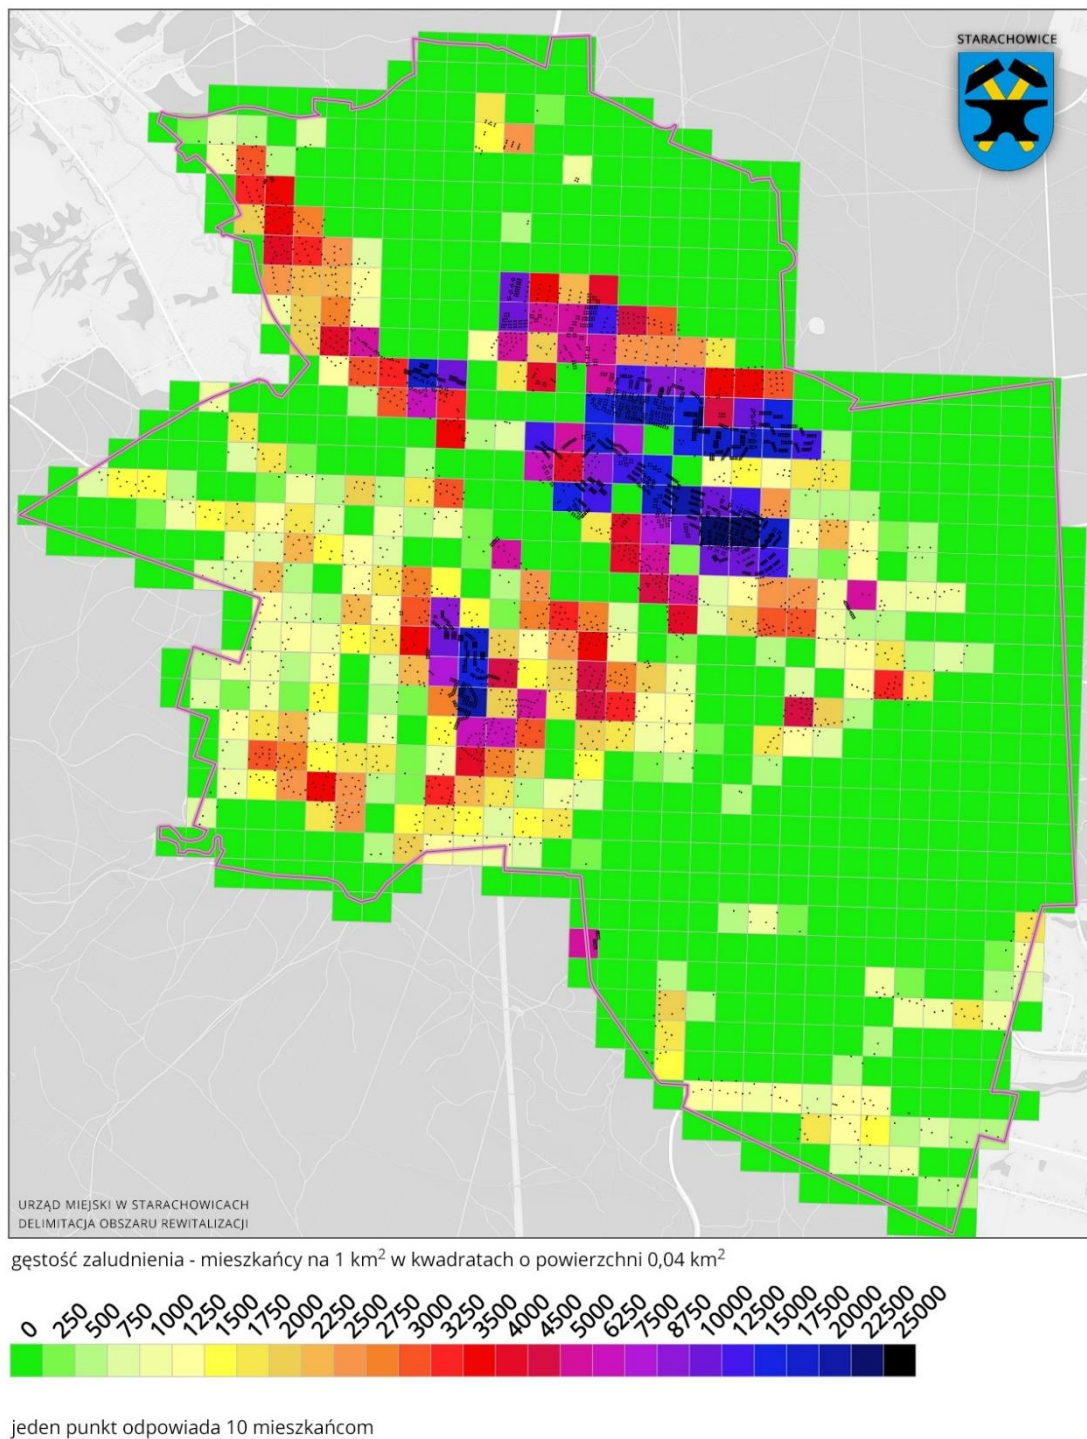 STARACHOWICE
URZĄD MIEJSKI W STARACHOWICACH
DELIMITACJA OBSZARU REWITALIZACJI
gęstość zaludnienia - mieszkańcy na 1 km² w kwadratach o powierzchni 0,04 km²
0 250 500 750 1000 1250 1500 1750 2000 2250 2500 2750 3000 3250 3500 4000 4500 5000 6250 7500 8750 10000 12500 15000 17500 20000 22500 25000
jeden punkt odpowiada 10 mieszkańcom